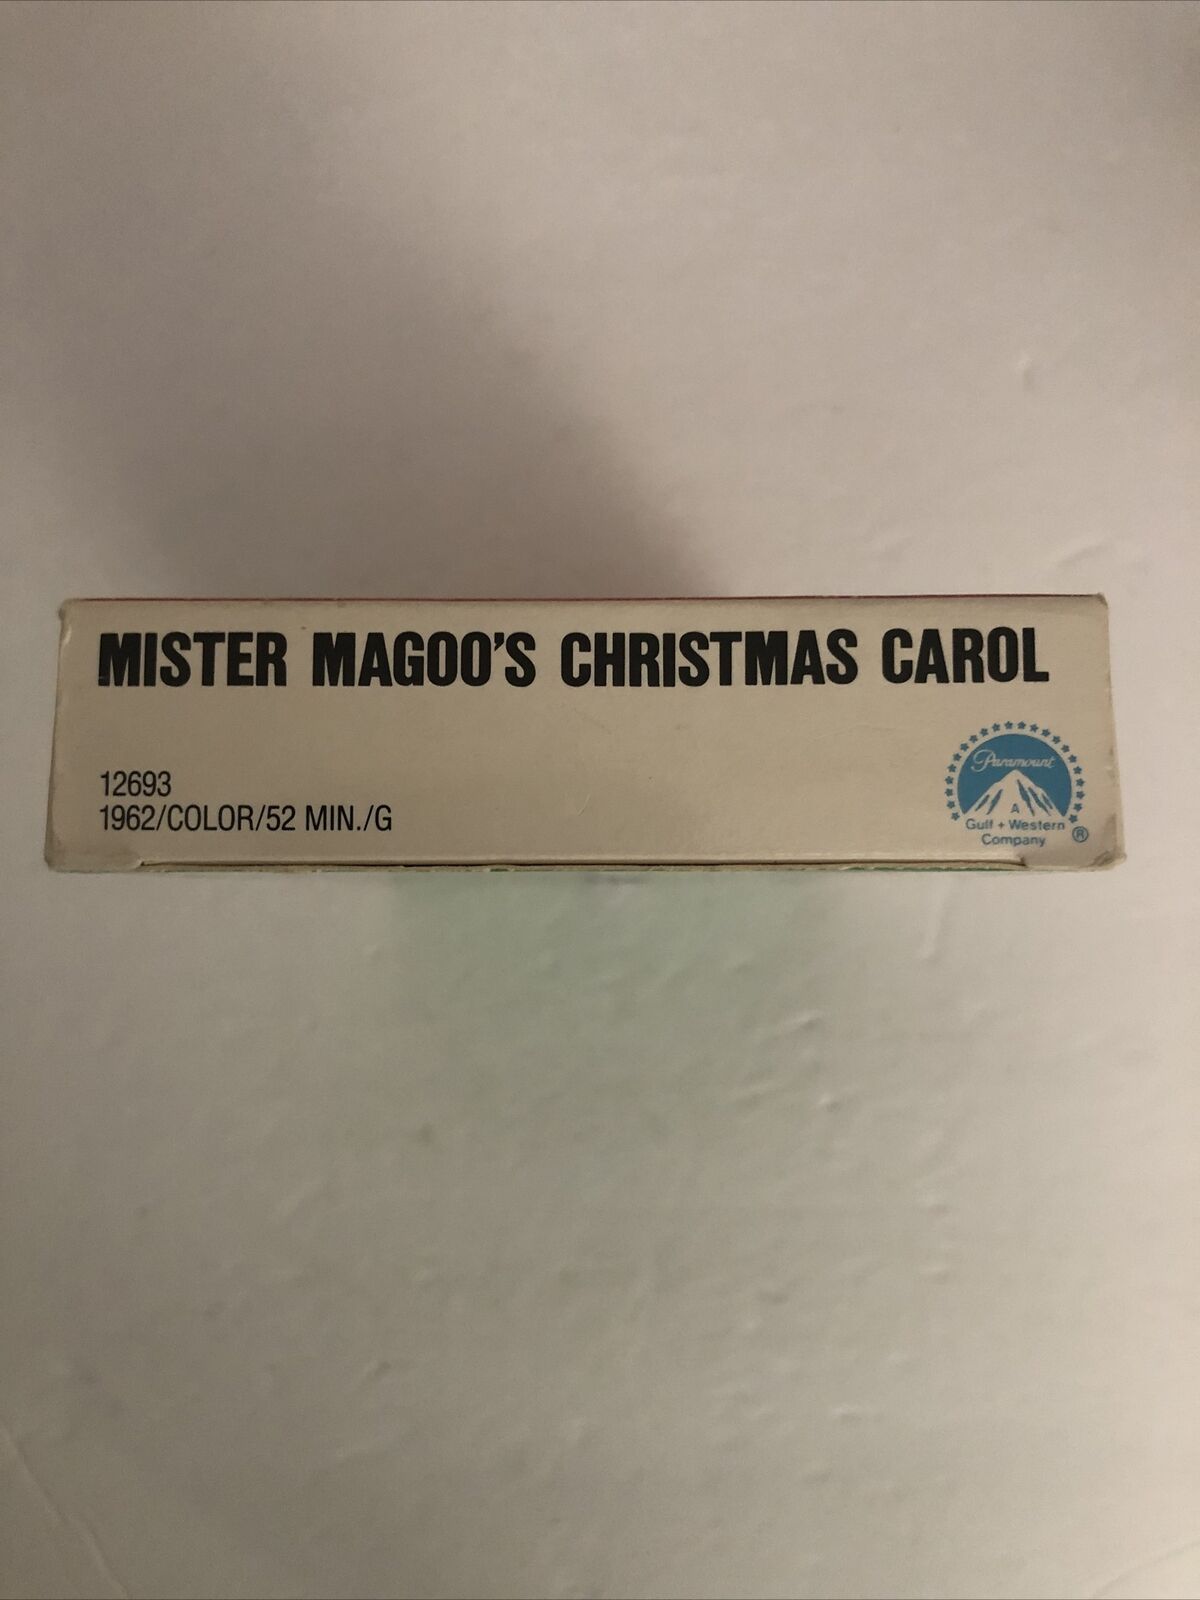 MISTER MAGOO'S CHRISTMAS CAROL
12693
1962/COLOR/52 MIN./G
Paramount
A
Gulf + Western
Company ®